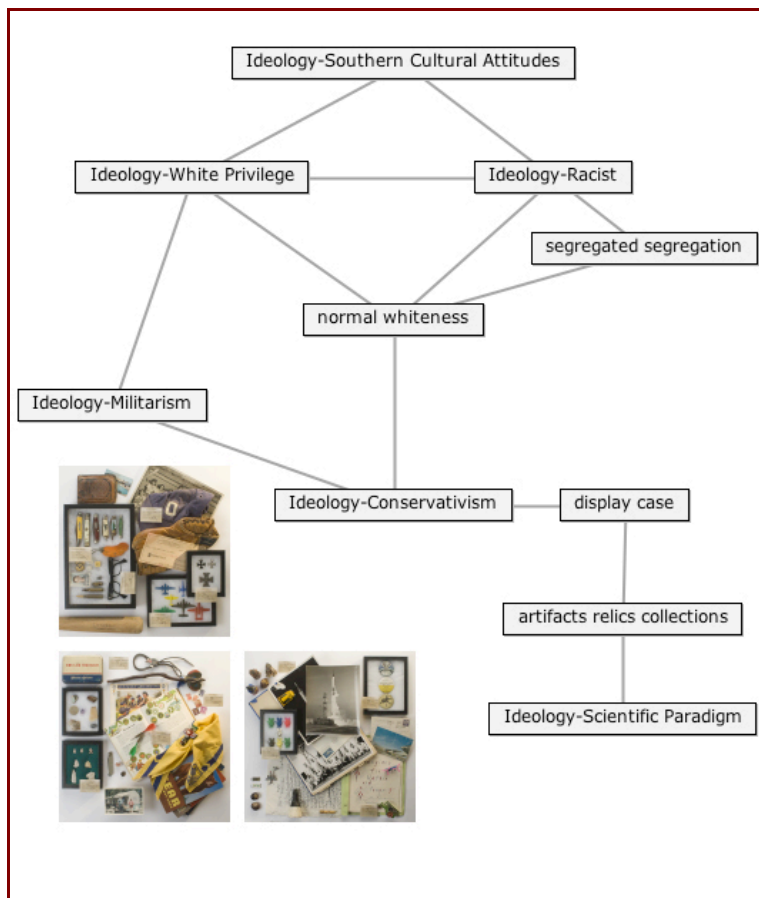 Ideology-Southern Cultural Attitudes
Ideology-White Privilege
Ideology-Racist
segregated segregation
normal whiteness
Ideology-Militarism
Ideology-Conservativism
display case
artifacts relics collections
Ideology-Scientific Paradigm